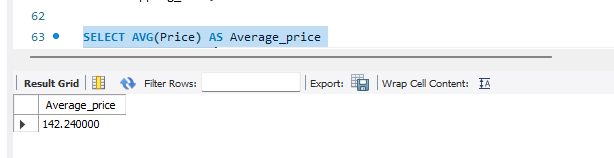 62
63 SELECT AVG(Price) AS Average_price
Result Grid Filter Rows: Export: Wrap Cell Content:
Average_price
142.240000